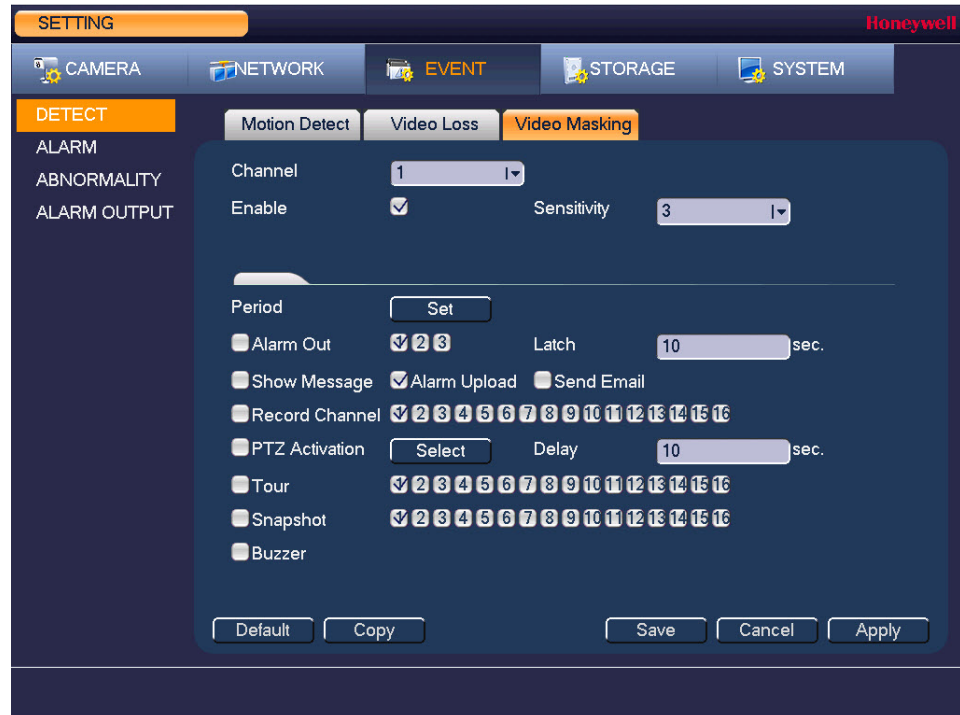 SETTING Honeywell
CAMERA NETWORK EVENT STORAGE SYSTEM
DETECT
ALARM
ABNORMALITY
ALARM OUTPUT
Motion Detect Video Loss Video Masking
Channel 1
Enable Sensitivity 3
Period Set
Alarm Out 1 2 3 Latch 10 sec.
Show Message Alarm Upload Send Email
Record Channel 1 2 3 4 5 6 7 8 9 10 11 12 13 14 15 16
PTZ Activation Select Delay 10 sec.
Tour 1 2 3 4 5 6 7 8 9 10 11 12 13 14 15 16
Snapshot 1 2 3 4 5 6 7 8 9 10 11 12 13 14 15 16
Buzzer
Default Copy Save Cancel Apply